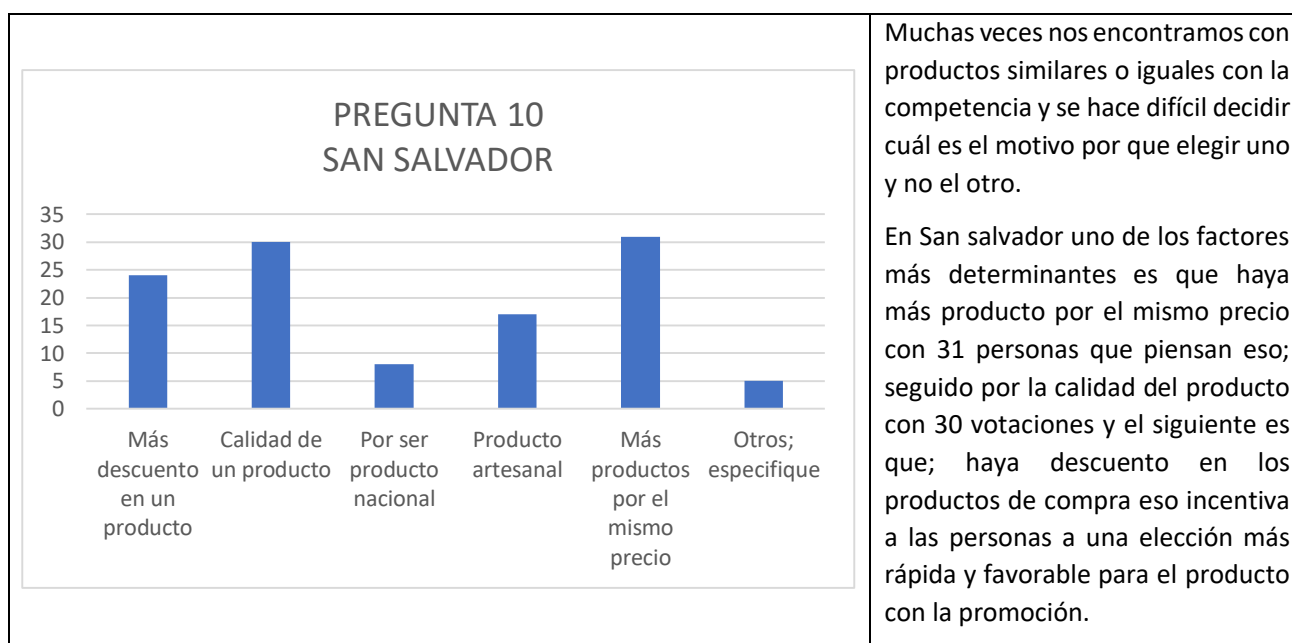 PREGUNTA 10
SAN SALVADOR
35
30
25
20
15
10
5
0
Más
descuento
en un
producto
Calidad de
un producto
Por ser
producto
nacional
Producto
artesanal
Más
productos
por el
mismo
precio
Otros;
especifique
Muchas veces nos encontramos con
productos similares o iguales con la
competencia y se hace difícil decidir
cuál es el motivo por que elegir uno
y no el otro.
En San salvador uno de los factores
más determinantes es que haya
más producto por el mismo precio
con 31 personas que piensan eso;
seguido por la calidad del producto
con 30 votaciones y el siguiente es
que; haya descuento en los
productos de compra eso incentiva
a las personas a una elección más
rápida y favorable para el producto
con la promoción.